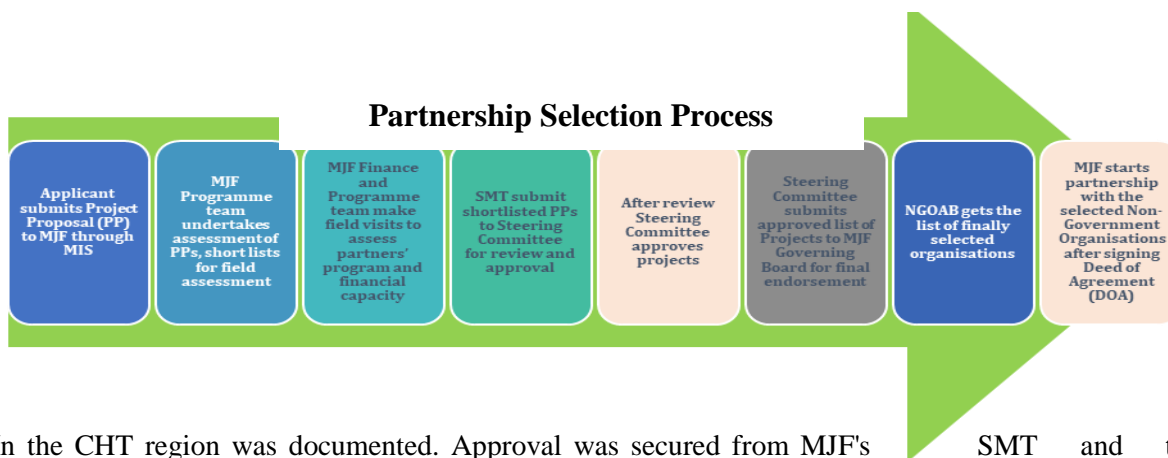 Partnership Selection Process
Applicant
submits Project
Proposal (PP)
to MJF through
MIS
MJF
Programme
team
undertakes
assessment of
PPs, short lists
for field
assessment
MJF Finance
and
Programme
team make
field visits to
assess
partners'
program and
financial
capacity
SMT submit
shortlisted PPs
to Steering
Committee
for review and
approval
After review
Steering
Committee
approves
projects
Steering
Committee
submits
approved list of
Projects to MJF
Governing
Board for final
endorsement
NGOAB gets the
list of finally
selected
organisations
MJF starts
partnership
with the
selected Non-
Government
Organisations
after signing
Deed of
Agreement
(DOA)
in the CHT region was documented. Approval was secured from MJF's SMT and